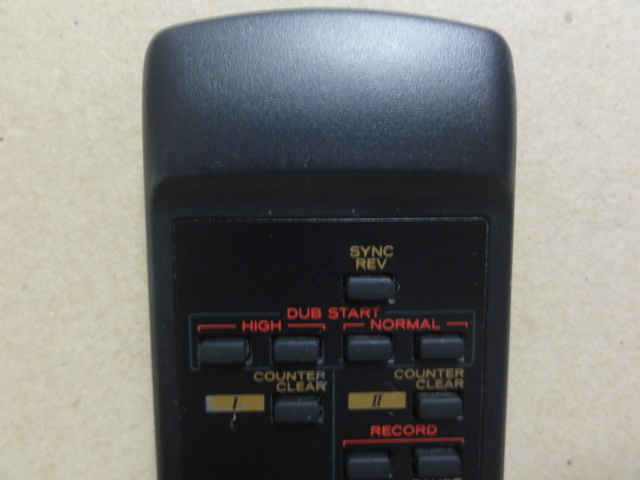 SYNC
REV
DUB START
HIGH
NORMAL
COUNTER
CLEAR
COUNTER
CLEAR
I
II
RECORD